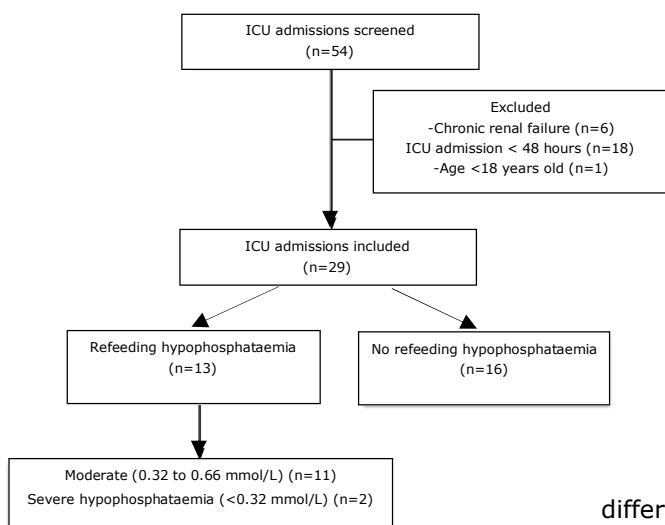 ICU admissions screened
(n=54)
Excluded
-Chronic renal failure (n=6)
ICU admission < 48 hours (n=18)
-Age <18 years old (n=1)
ICU admissions included
(n=29)
Refeeding hypophosphataemia
(n=13)
No refeeding hypophosphataemia
(n=16)
Moderate (0.32 to 0.66 mmol/L) (n=11)
Severe hypophosphataemia (<0.32 mmol/L) (n=2)
differ